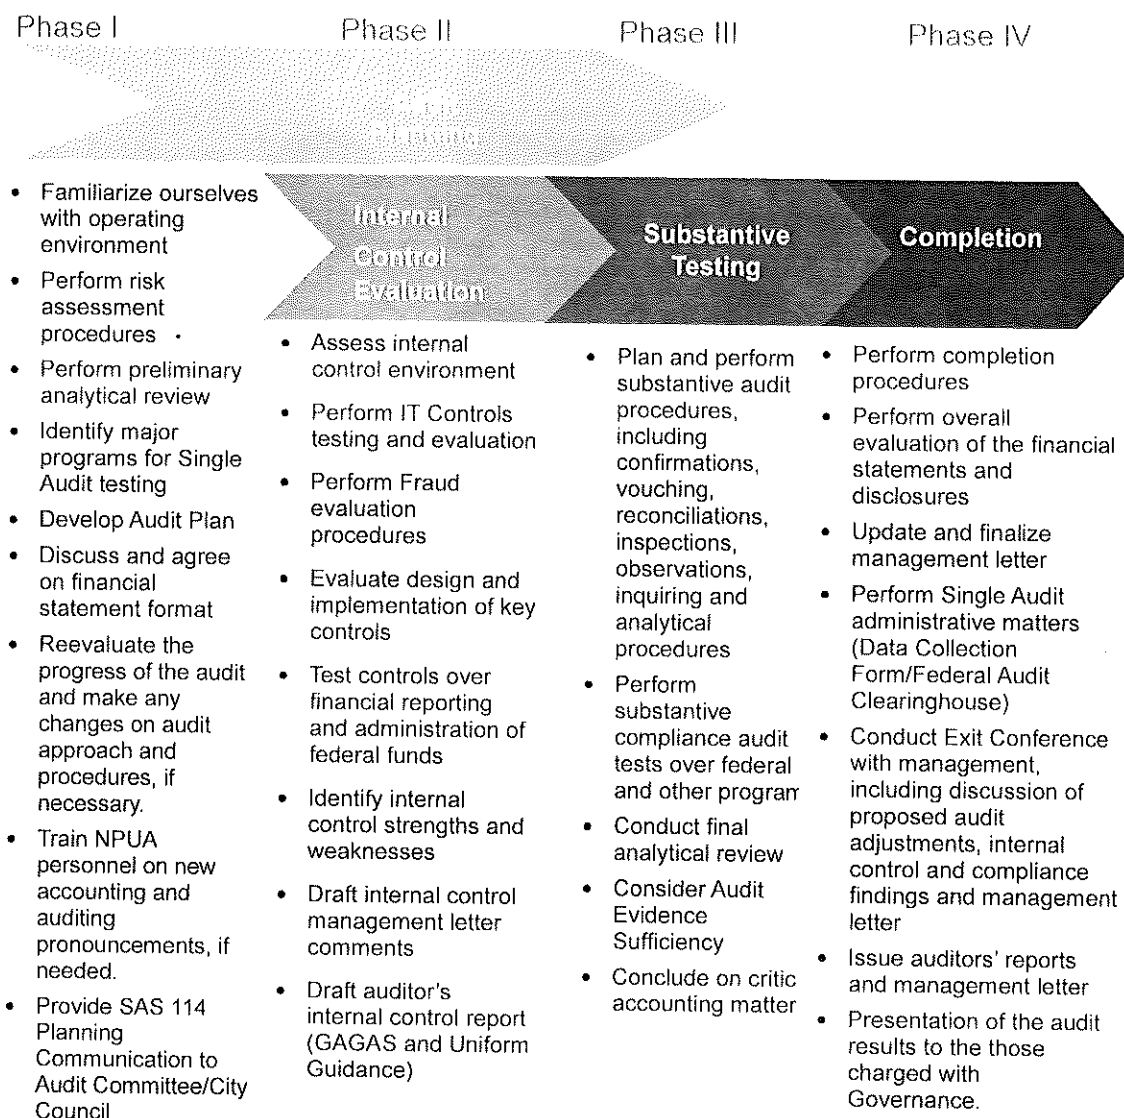 Phase I
Phase II
Phase III
Phase IV
Planning
• Familiarize ourselves
with operating
environment
• Perform risk
assessment
procedures
• Perform preliminary
analytical review
• Identify major
programs for Single
Audit testing
• Develop Audit Plan
• Discuss and agree
on financial
statement format
• Reevaluate the
progress of the audit
and make any
changes on audit
approach and
procedures, if
necessary.
• Train NPUA
personnel on new
accounting and
auditing
pronouncements, if
needed.
• Provide SAS 114
Planning
Communication to
Audit Committee/City
Council
Internal
Control
Evaluation
• Assess internal
control environment
• Perform IT Controls
testing and evaluation
• Perform Fraud
evaluation
procedures
• Evaluate design and
implementation of key
controls
• Test controls over
financial reporting
and administration of
federal funds
• Identify internal
control strengths and
weaknesses
• Draft internal control
management letter
comments
• Draft auditor's
internal control report
(GAGAS and Uniform
Guidance)
Substantive
Testing
• Plan and perform
substantive audit
procedures,
including
confirmations,
vouching,
reconciliations,
inspections,
observations,
inquiring and
analytical
procedures
• Perform
substantive
compliance audit
tests over federal
and other program
• Conduct final
analytical review
• Consider Audit
Evidence
Sufficiency
• Conclude on critic
accounting matter
Completion
• Perform completion
procedures
• Perform overall
evaluation of the financial
statements and
disclosures
• Update and finalize
management letter
• Perform Single Audit
administrative matters
(Data Collection
Form/Federal Audit
Clearinghouse)
• Conduct Exit Conference
with management,
including discussion of
proposed audit
adjustments, internal
control and compliance
findings and management
letter
• Issue auditors' reports
and management letter
• Presentation of the audit
results to the those
charged with
Governance.